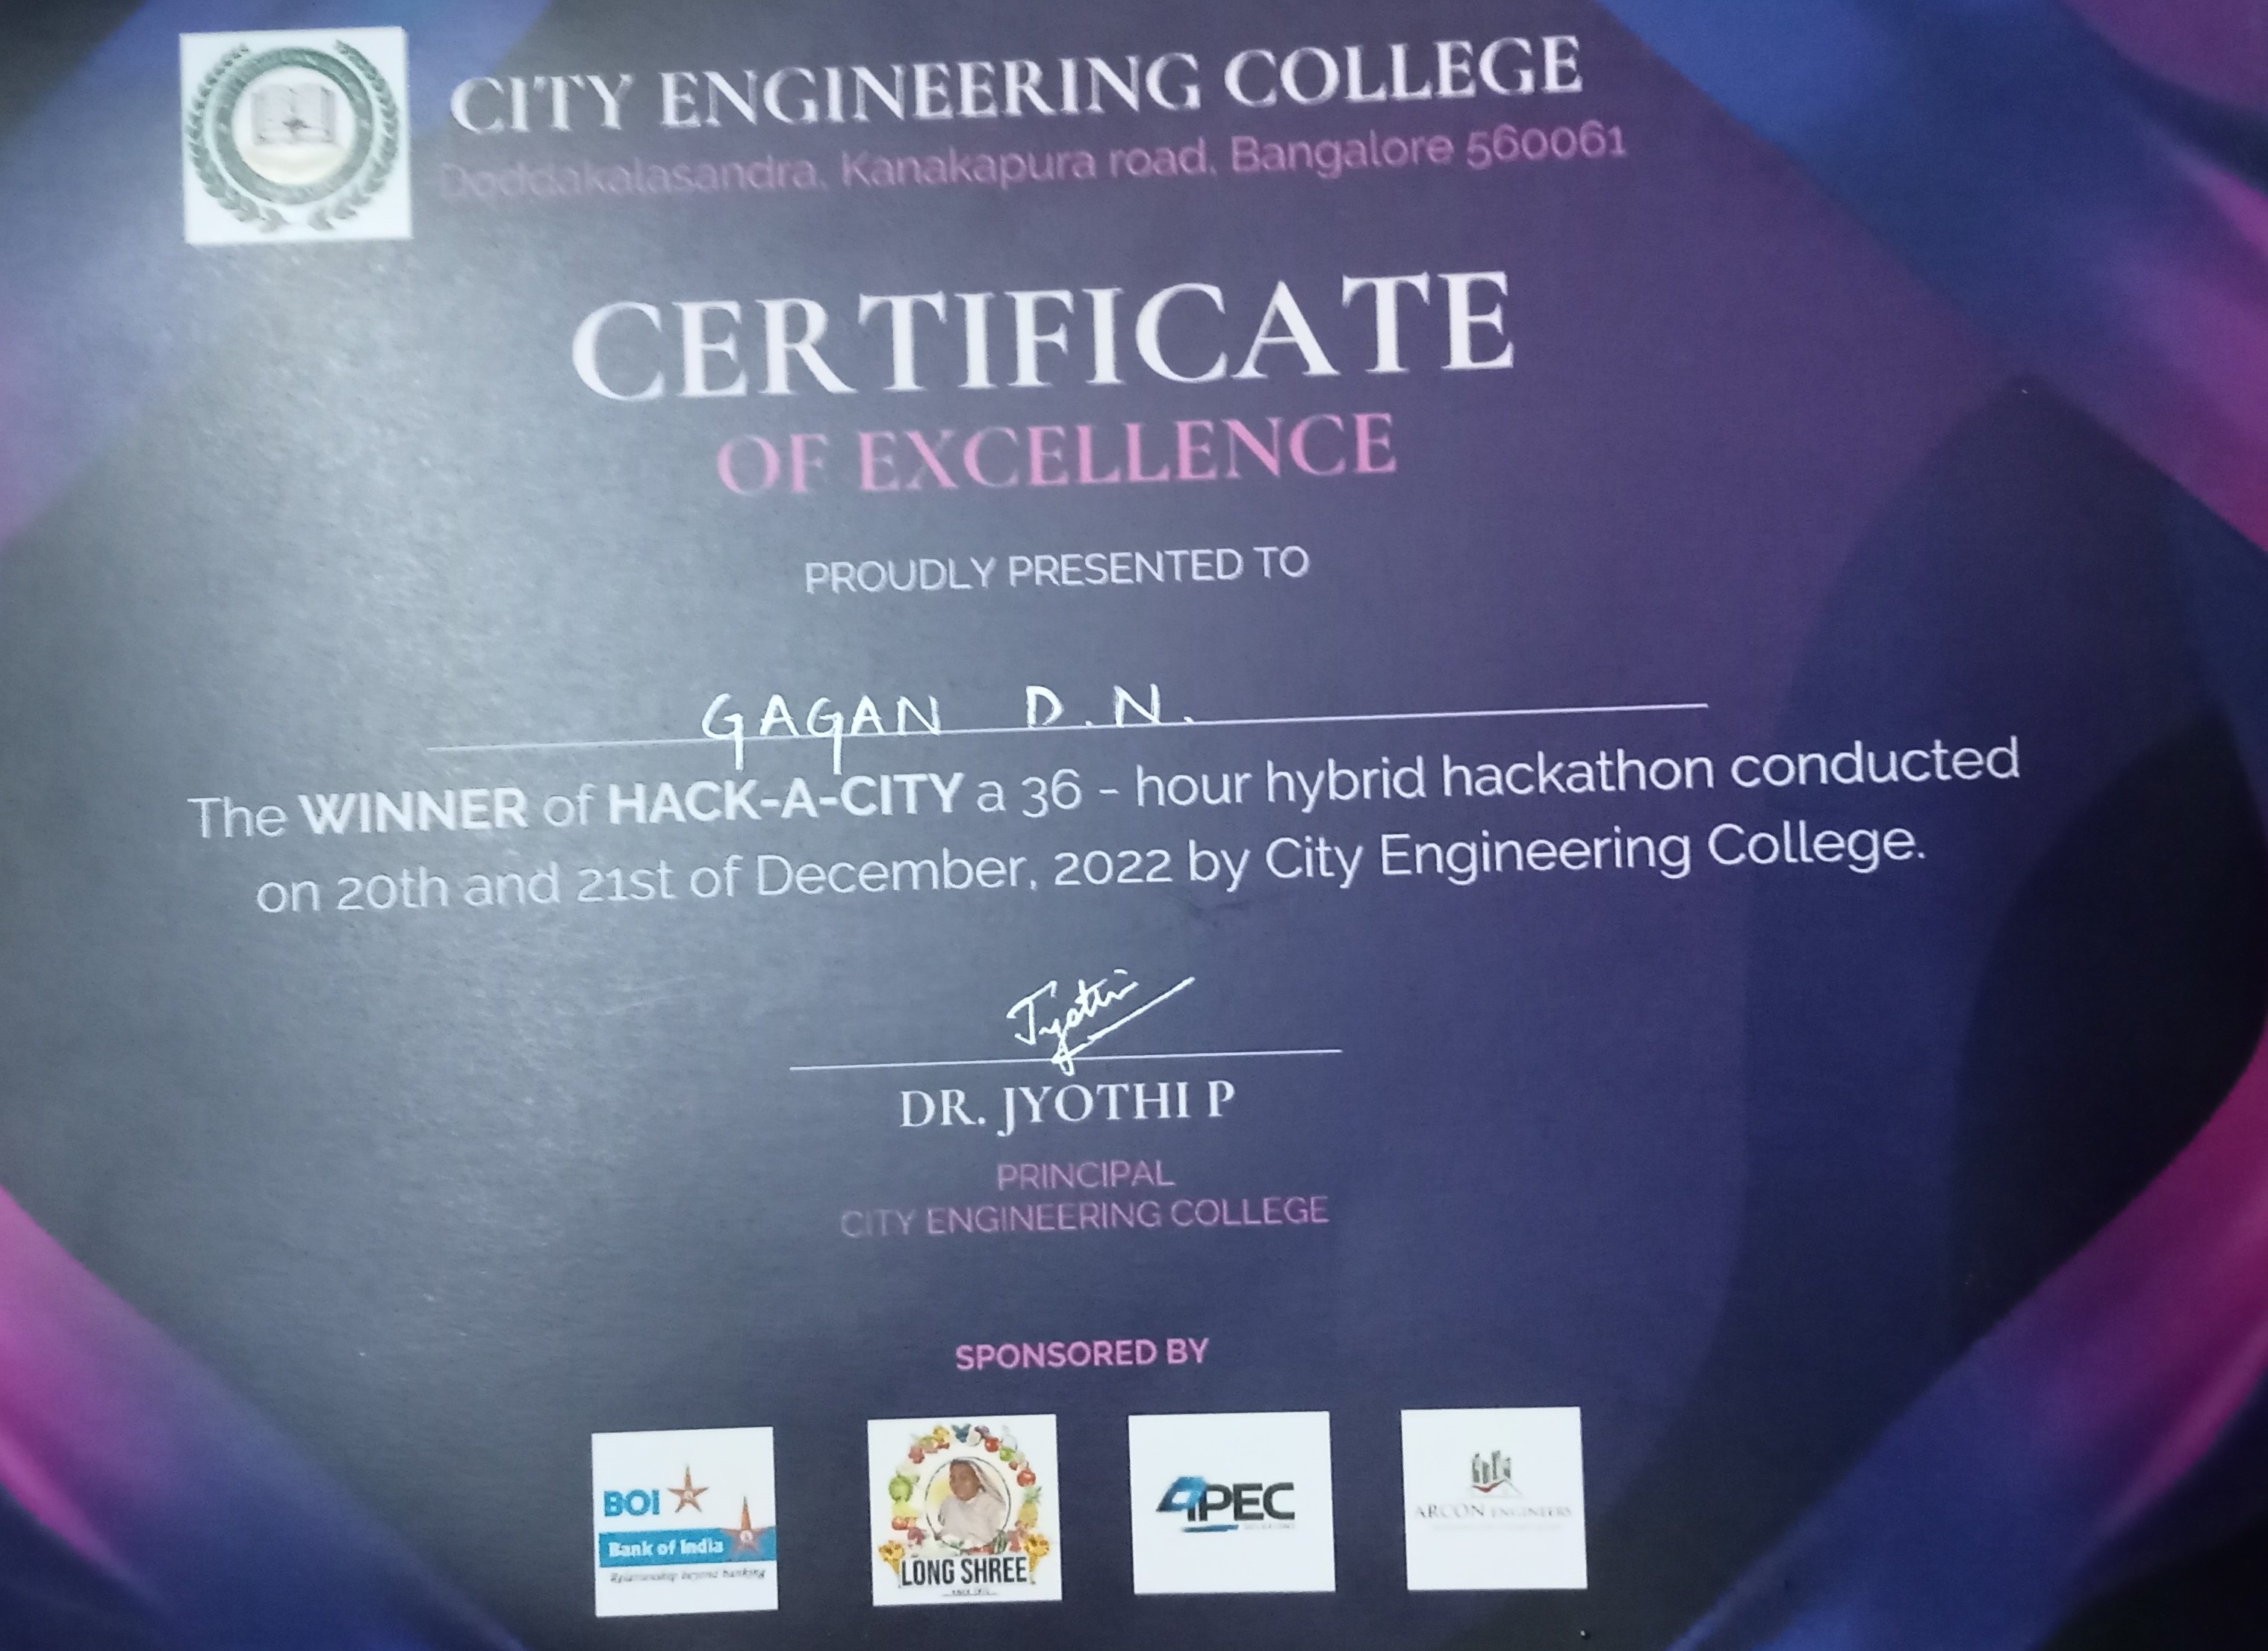 CITY ENGINEERING COLLEGE
Doddakalasandra, Kanakapura road, Bangalore 560061
CERTIFICATE
OF EXCELLENCE
PROUDLY PRESENTED TO
GAGAN D.N.
The WINNER of HACK-A-CITY a 36 - hour hybrid hackathon conducted
on 20th and 21st of December, 2022 by City Engineering College.
Jyothi
DR. JYOTHI P
PRINCIPAL
CITY ENGINEERING COLLEGE
SPONSORED BY
BOI
Bank of India
Relationship beyond banking
LONG SHREE
APEC
ARCON ENGINEERS